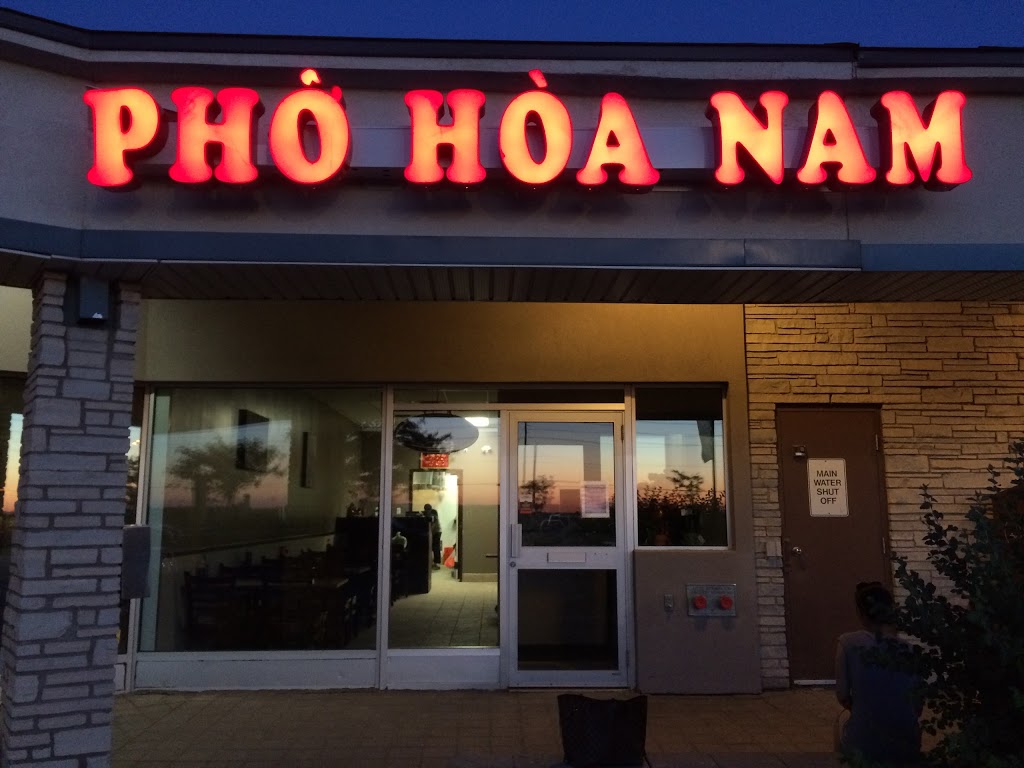 PHỞ HÒA NAM
MAIN
WATER
SHUT
OFF